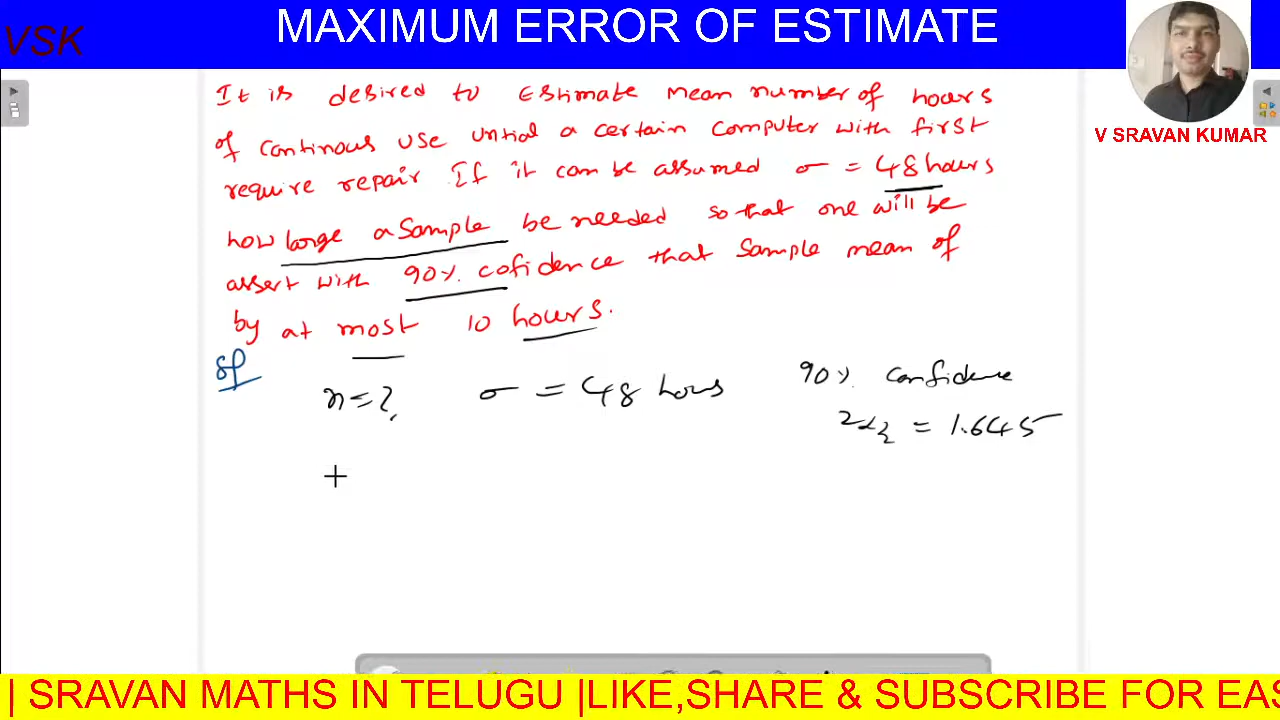 VSK
MAXIMUM ERROR OF ESTIMATE
V SRAVAN KUMAR
It is desired to Estimate mean number of hours
of continous use untial a certain computer with first
require repair If it can be assumed σ = 48 hours
how large a sample be needed so that one will be
assert with 90% cofidence that sample mean of
by at most 10 hours.
Sol
n = ? σ = 48 hours 90% confidence
Zα/2 = 1.645
| SRAVAN MATHS IN TELUGU |LIKE,SHARE & SUBSCRIBE FOR EAS